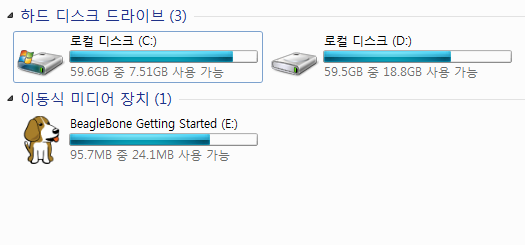 하드 디스크 드라이브 (3)
로컬 디스크 (C:)
59.6GB 중 7.51GB 사용 가능
로컬 디스크 (D:)
59.5GB 중 18.8GB 사용 가능
이동식 미디어 장치 (1)
BeagleBone Getting Started (E:)
95.7MB 중 24.1MB 사용 가능